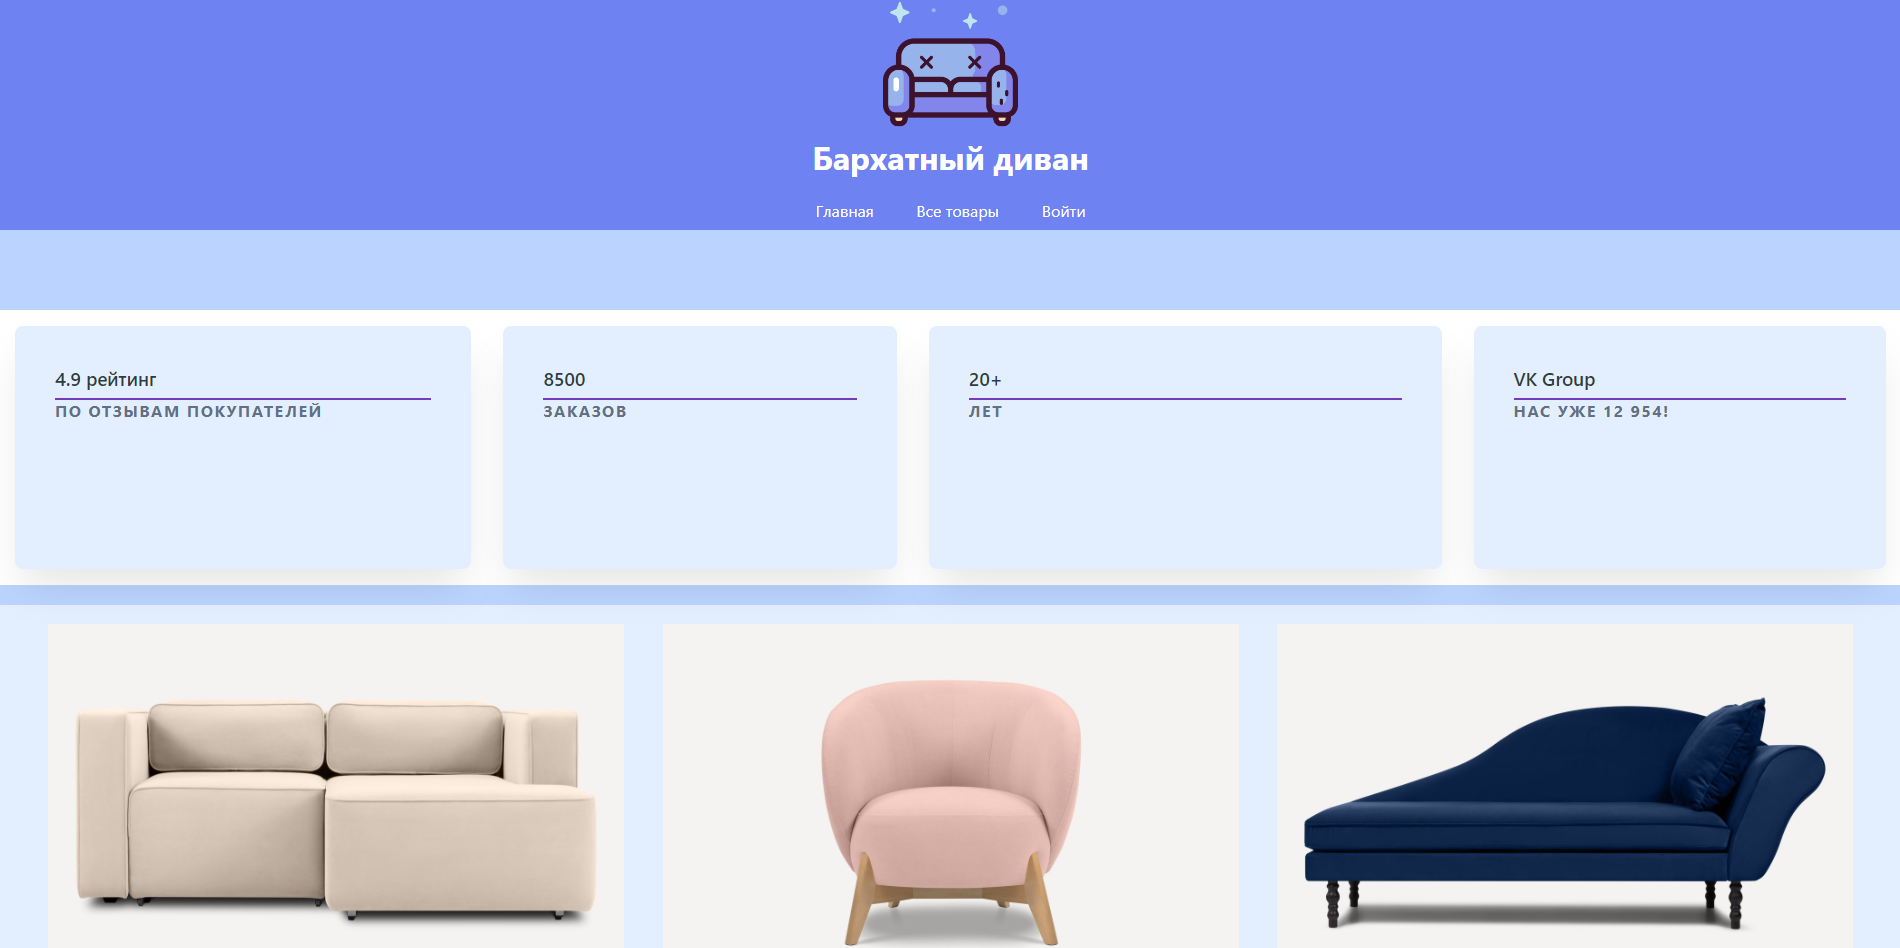 Бархатный диван
Главная Все товары Войти
4.9 рейтинг
ПО ОТЗЫВАМ ПОКУПАТЕЛЕЙ
8500
ЗАКАЗОВ
20+
ЛЕТ
VK Group
НАС УЖЕ 12 954!